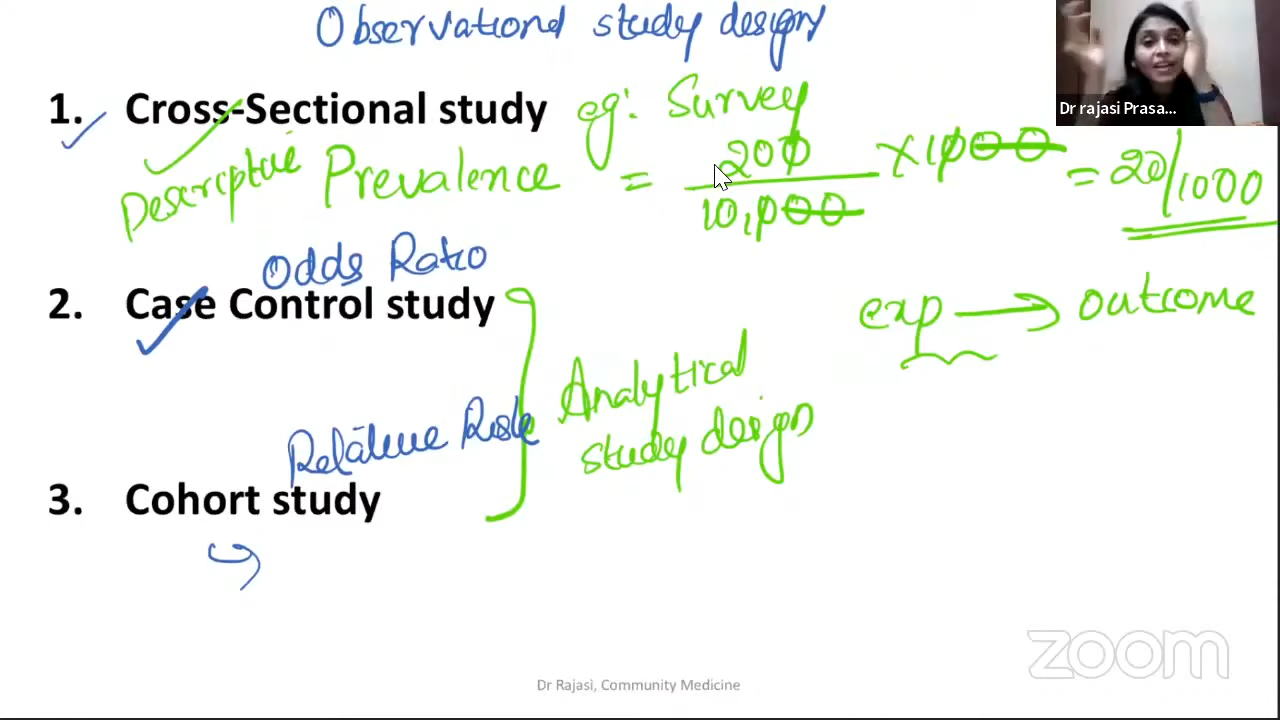 Observational study designs
Dr rajasi Prasa...
1. Cross-Sectional study eg: Survey
Descriptive Prevalence = 200 / 10,000 × 1000 = 20/1000
Odds Ratio
2. Case Control study
exp → outcome
Analytical
study design
Relative Risk
3. Cohort study
zoom
Dr Rajasi, Community Medicine